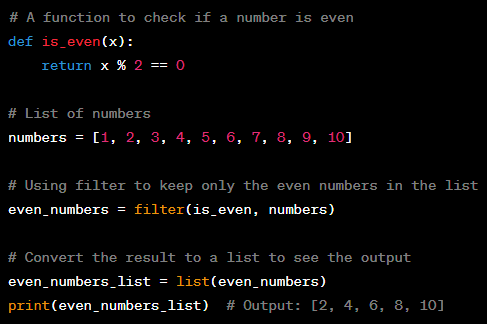 # A function to check if a number is even
def is_even(x):
    return x % 2 == 0
# List of numbers
numbers = [1, 2, 3, 4, 5, 6, 7, 8, 9, 10]
# Using filter to keep only the even numbers in the list
even_numbers = filter(is_even, numbers)
# Convert the result to a list to see the output
even_numbers_list = list(even_numbers)
print(even_numbers_list)  # Output: [2, 4, 6, 8, 10]